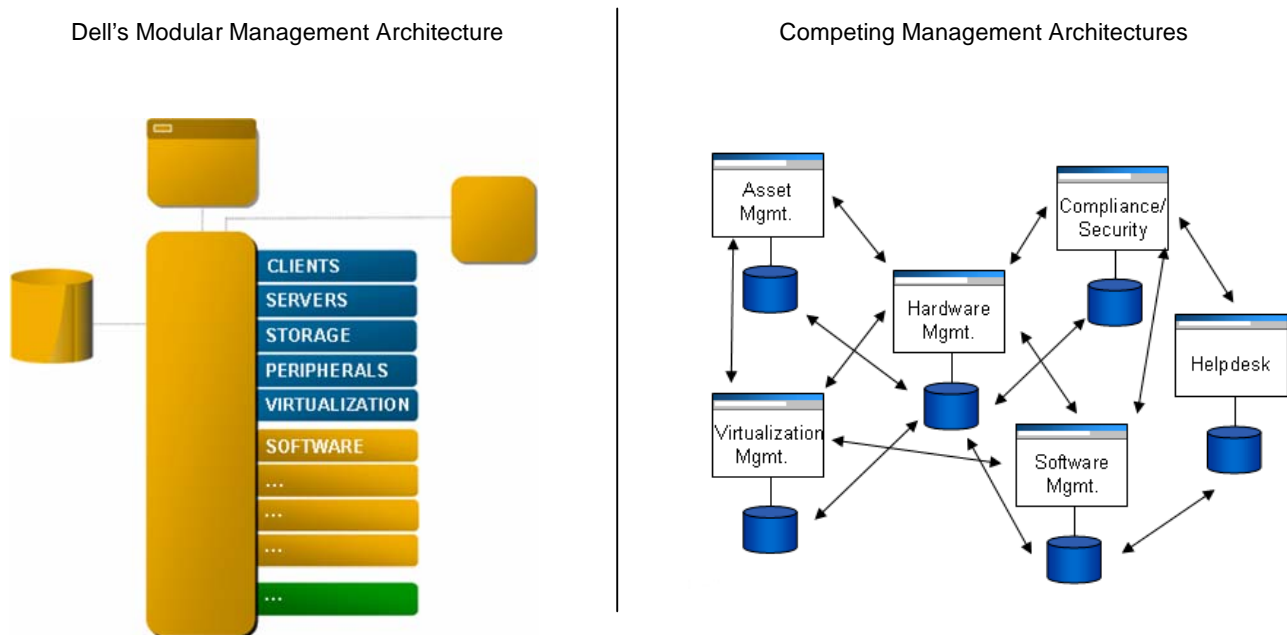 Dell’s Modular Management Architecture
CLIENTS
SERVERS
STORAGE
PERIPHERALS
VIRTUALIZATION
SOFTWARE
...
...
...
...
Competing Management Architectures
Asset
Mgmt.
Compliance/
Security
Hardware
Mgmt.
Helpdesk
Virtualization
Mgmt.
Software
Mgmt.